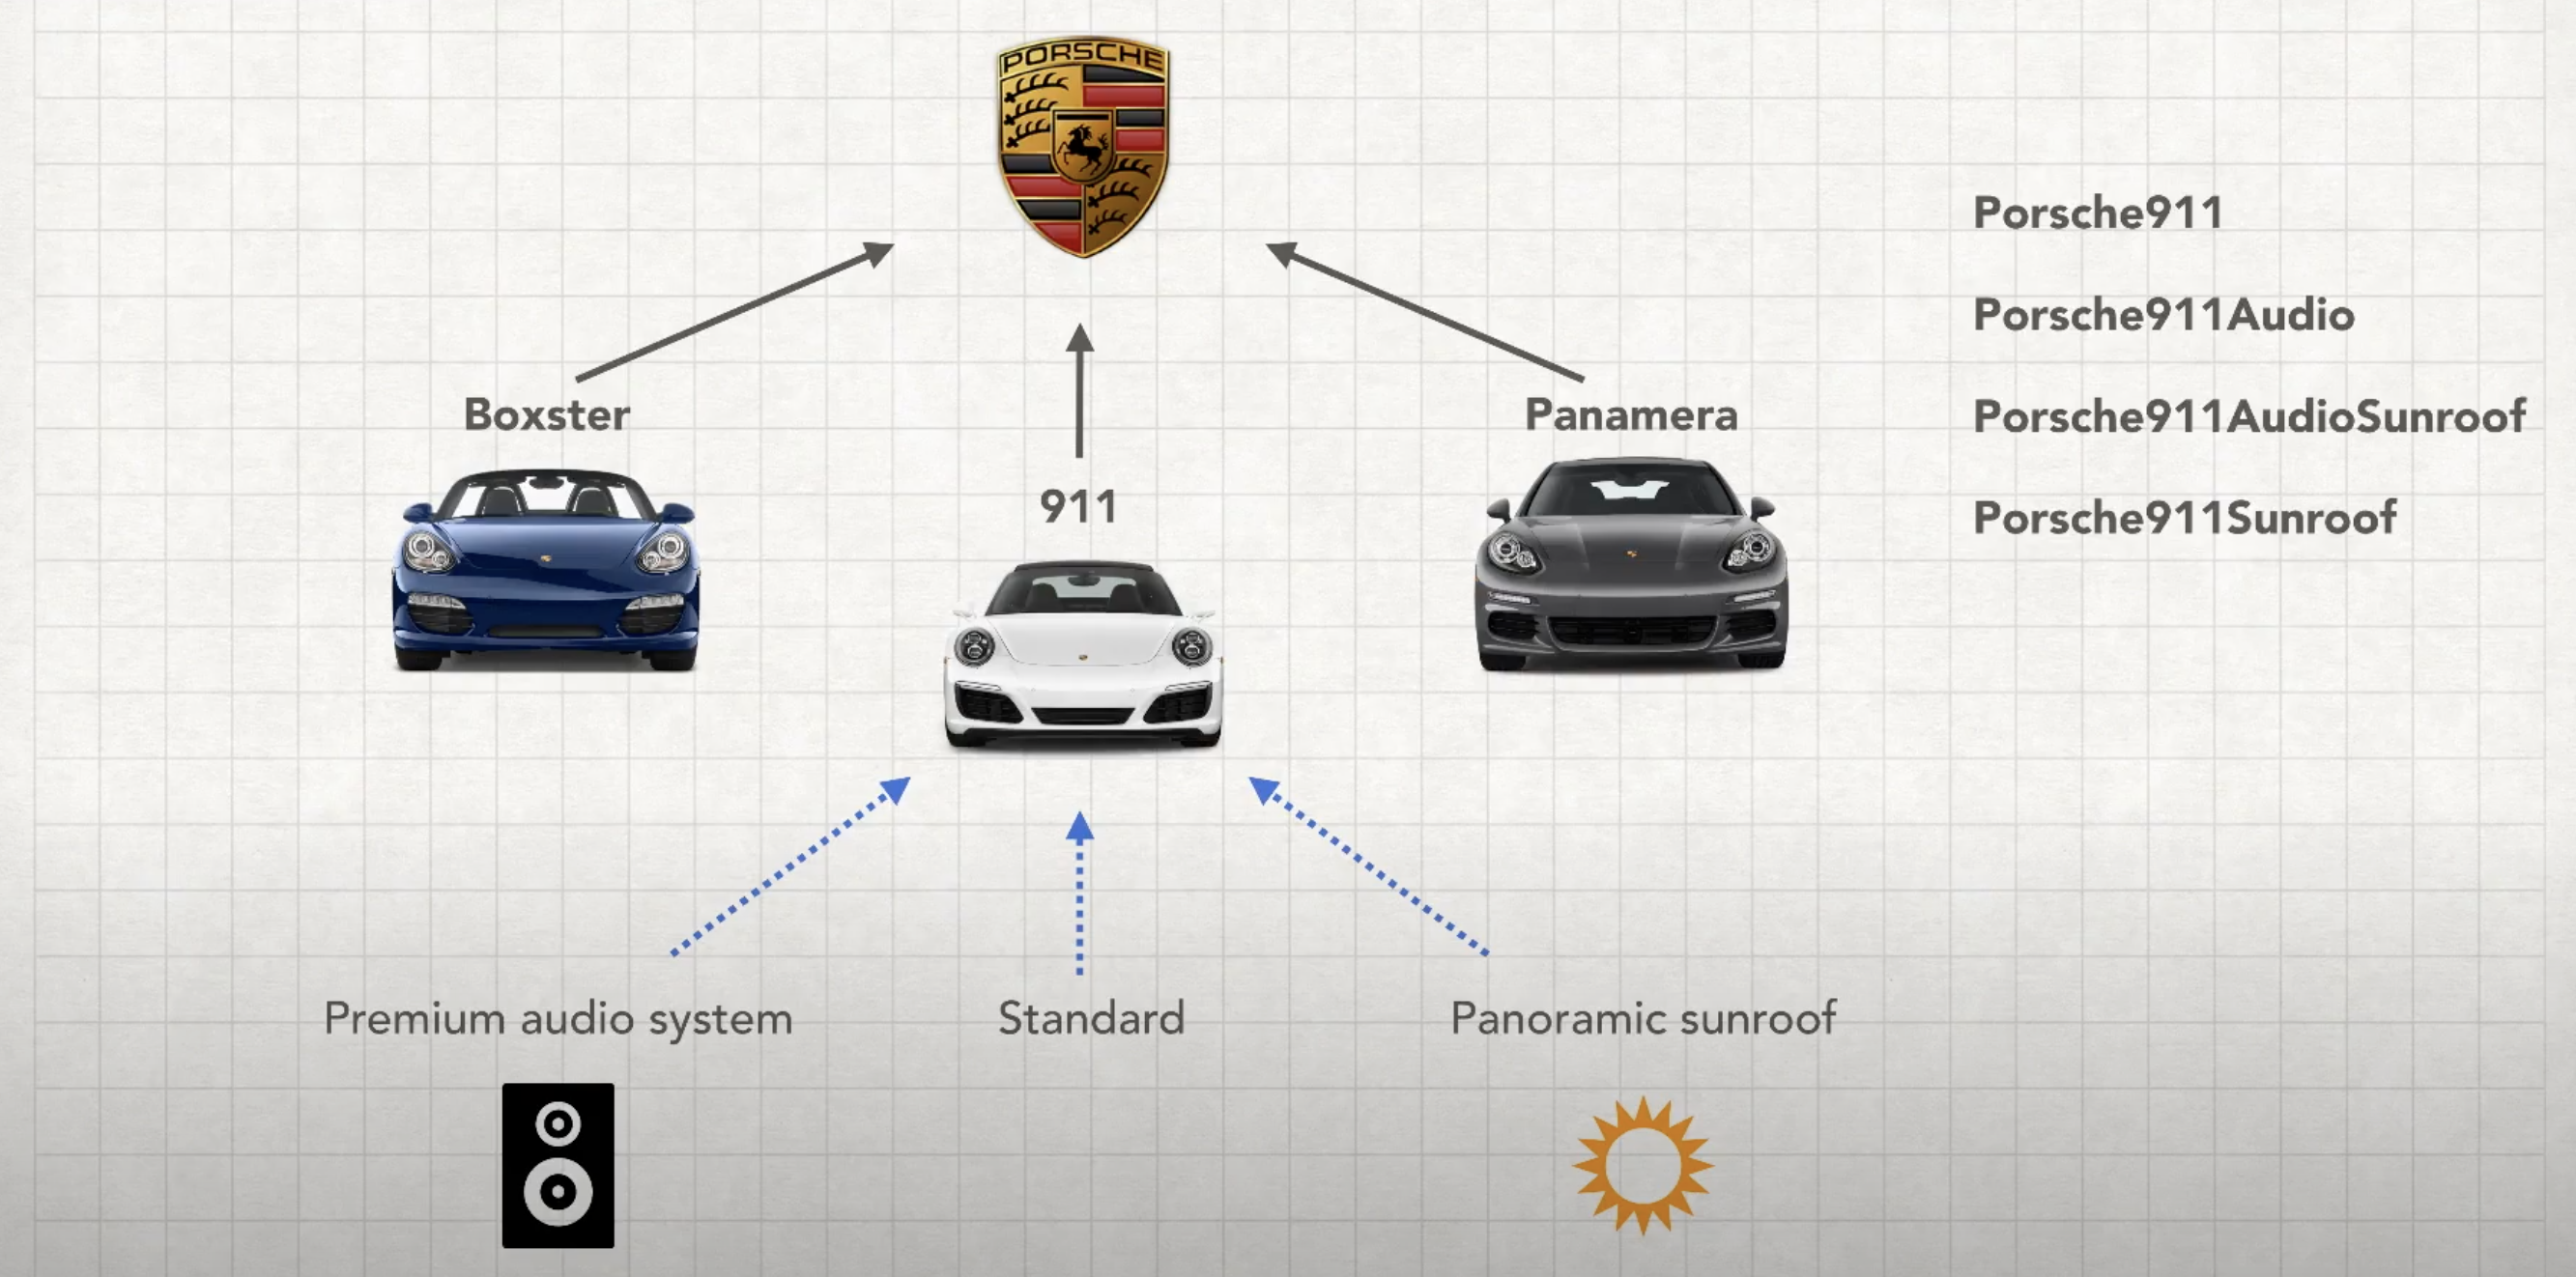 PORSCHE
Porsche911
Porsche911Audio
Boxster
Panamera
Porsche911AudioSunroof
911
Porsche911Sunroof
Premium audio system
Standard
Panoramic sunroof